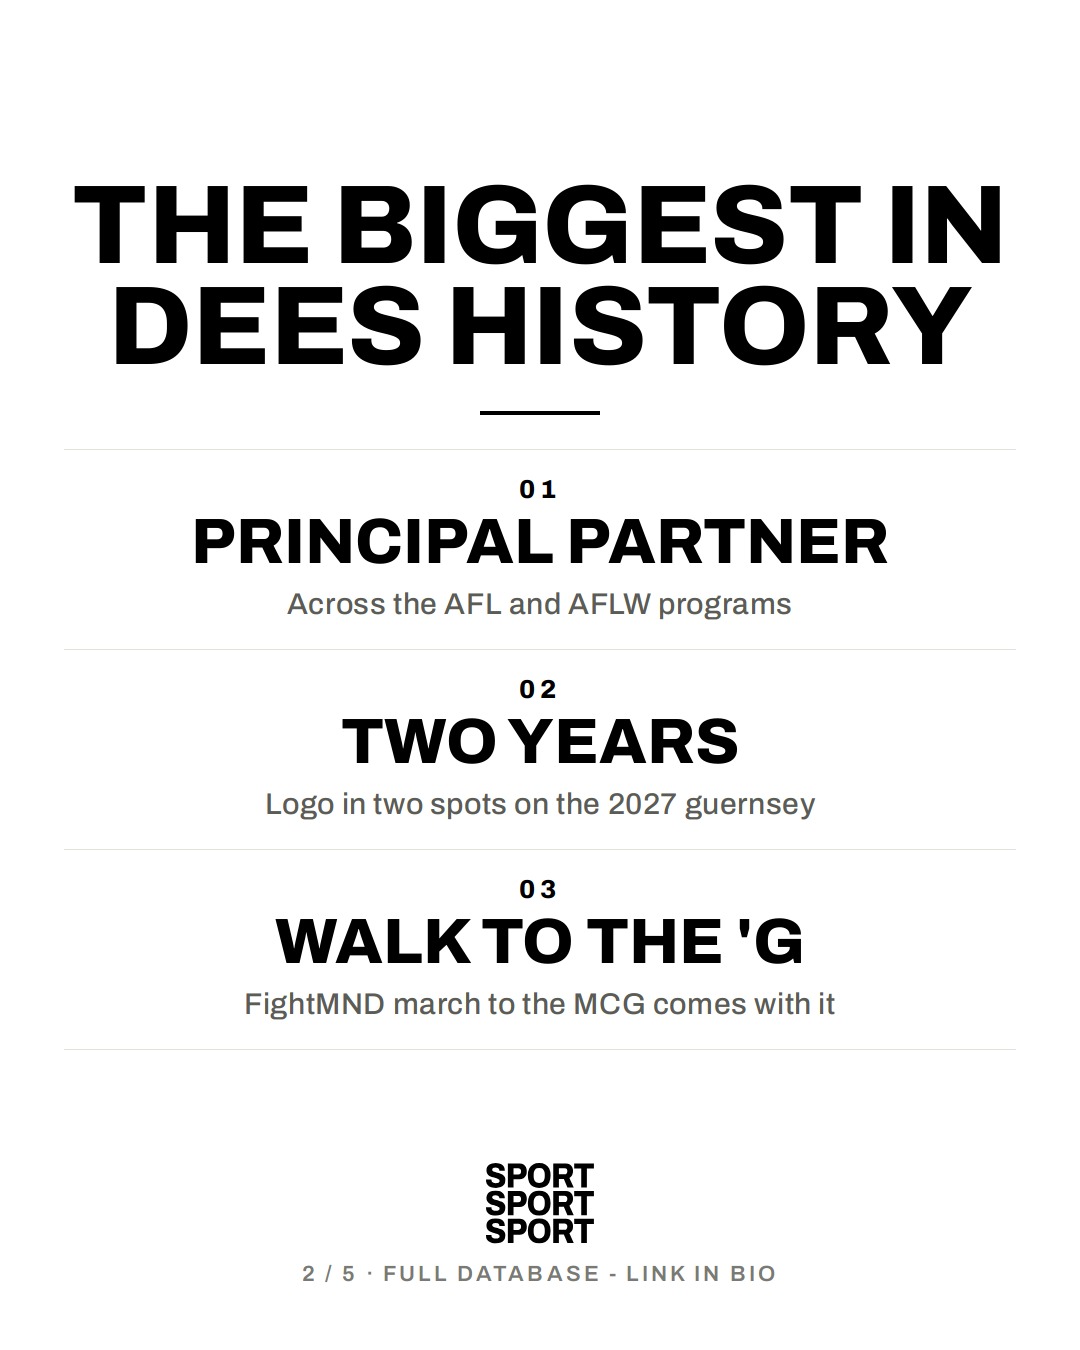 THE BIGGEST IN
DEES HISTORY
01
PRINCIPAL PARTNER
Across the AFL and AFLW programs
02
TWO YEARS
Logo in two spots on the 2027 guernsey
03
WALK TO THE 'G
FightMND march to the MCG comes with it
SPORT
SPORT
SPORT
2 / 5 · FULL DATABASE - LINK IN BIO